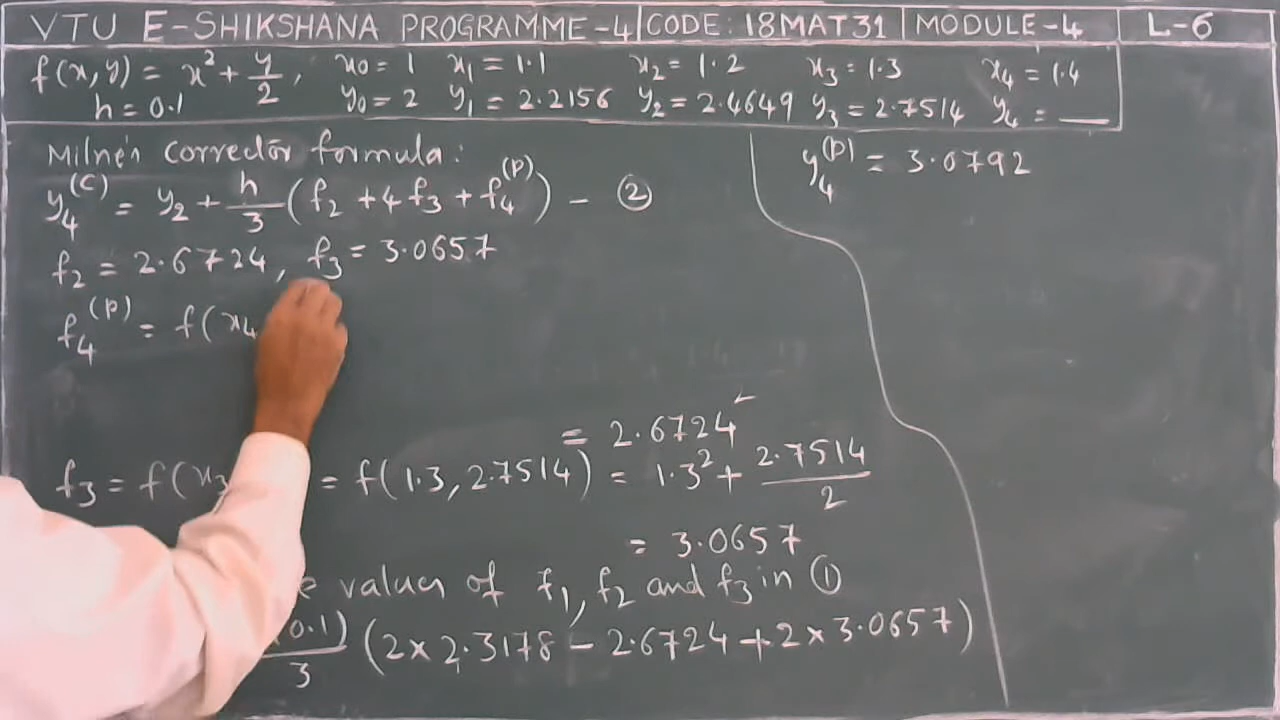 VTU E-SHIKSHANA PROGRAMME-4 CODE: 18MAT31 MODULE-4 L-6
f(x,y) = x² + y/2, x₀ = 1 x₁ = 1.1 x₂ = 1.2 x₃ = 1.3 x₄ = 1.4
h = 0.1 y₀ = 2 y₁ = 2.2156 y₂ = 2.4649 y₃ = 2.7514 y₄ = __
Milne's corrector formula:
y₄^(C) = y₂ + h/3 (f₂ + 4f₃ + f₄^(P)) - ②
f₂ = 2.6724, f₃ = 3.0657
f₄^(P) = f(x₄
y₄^(P) = 3.0792
= 2.6724
f₃ = f(x₃ = f(1.3, 2.7514) = 1.3² + 2.7514/2
= 3.0657
values of f₁, f₂ and f₃ in ①
0.1)/3 (2 × 2.3178 - 2.6724 + 2 × 3.0657)